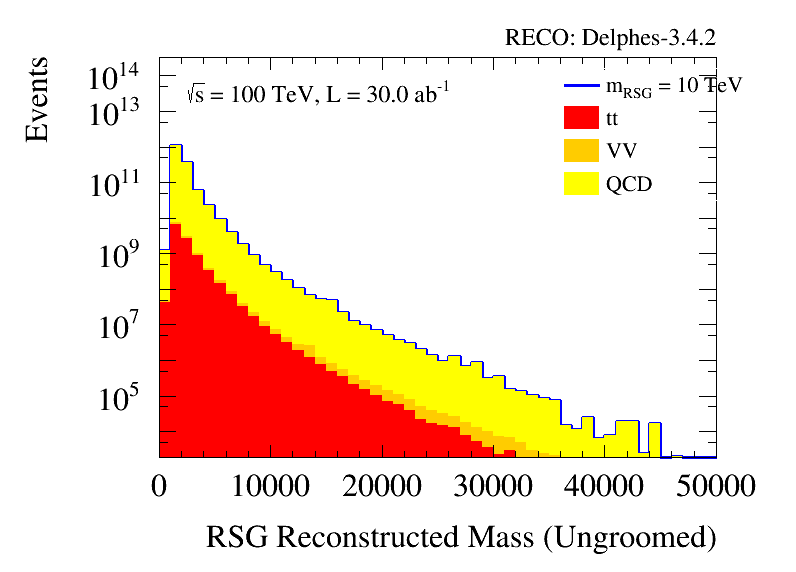 RECO: Delphes-3.4.2
Events
√s = 100 TeV, L = 30.0 ab⁻¹
m_RSG = 10 TeV
tt
VV
QCD
10¹⁴
10¹³
10¹¹
10⁹
10⁷
10⁵
0 10000 20000 30000 40000 50000
RSG Reconstructed Mass (Ungroomed)